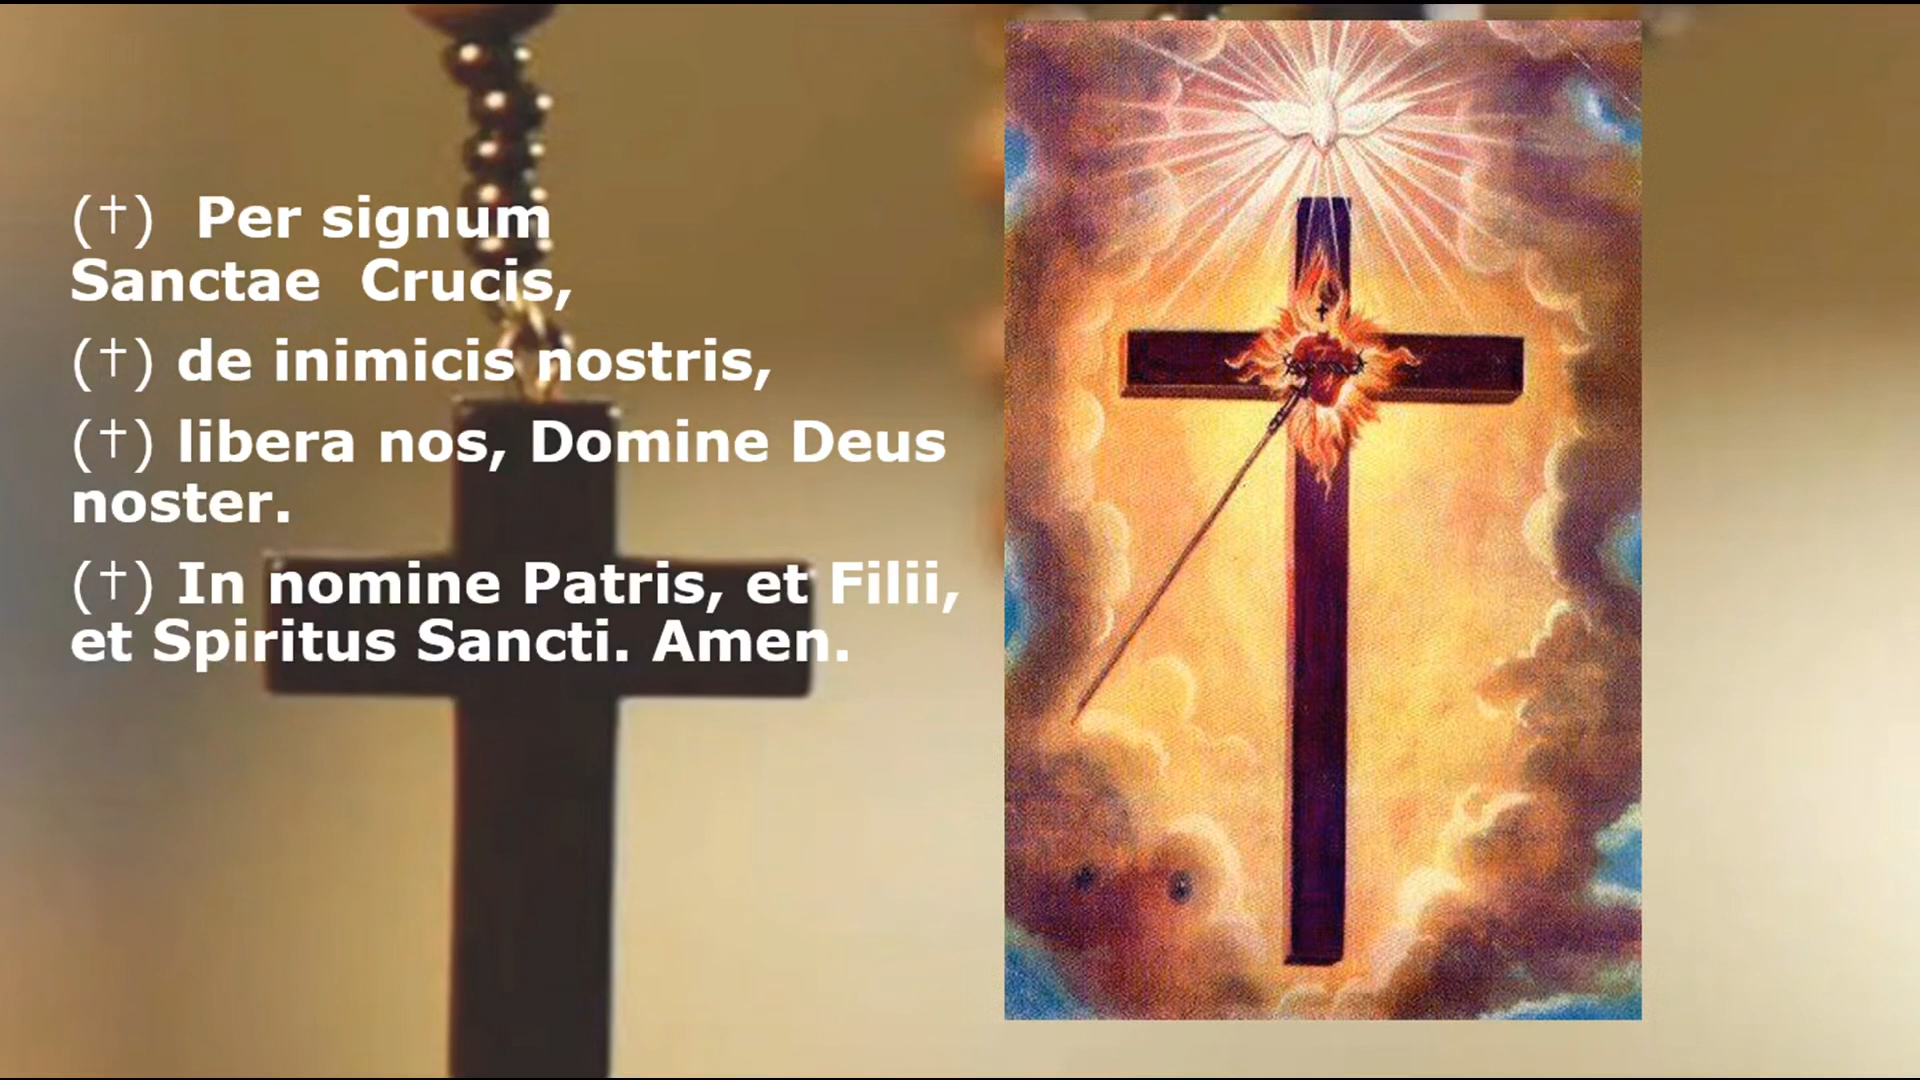 (†) Per signum
Sanctae Crucis,
(†) de inimicis nostris,
(†) libera nos, Domine Deus
noster.
(†) In nomine Patris, et Filii,
et Spiritus Sancti. Amen.